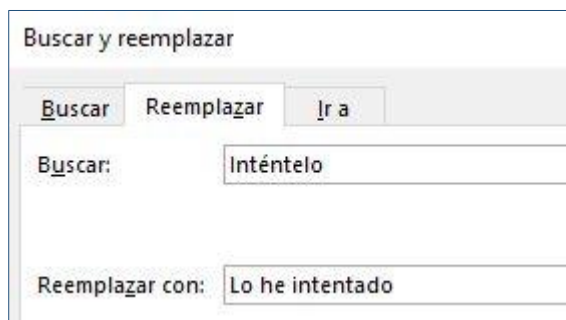 Buscar y reemplazar
Buscar Reemplazar Ir a
Buscar: Inténtelo
Reemplazar con: Lo he intentado